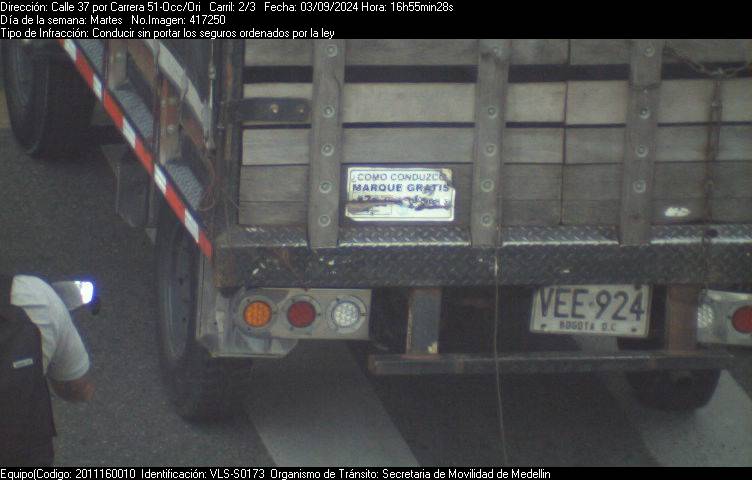 Dirección: Calle 37 por Carrera 51-Occ/Ori Carril: 2/3 Fecha: 03/09/2024 Hora: 16h55min28s
Día de la semana: Martes No.Imagen: 417250
Tipo de Infracción: Conducir sin portar los seguros ordenados por la ley
¿COMO CONDUZCO
MARQUE GRATIS
VEE-924
BOGOTA D.C.
Equipo(Codigo: 2011160010 Identificación: VLS-S0173 Organismo de Tránsito: Secretaria de Movilidad de Medellin